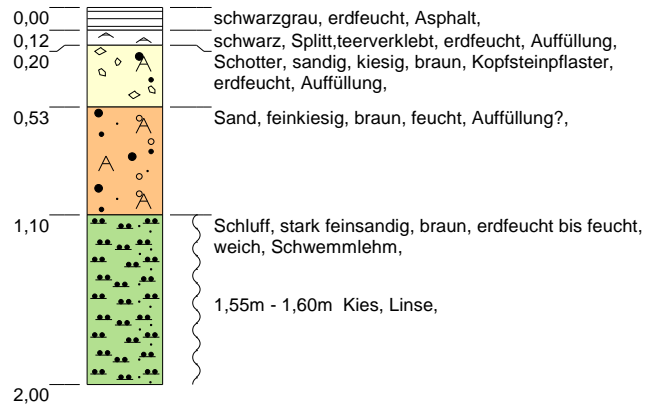 0,00 schwarzgrau, erdfeucht, Asphalt,
0,12 schwarz, Splitt,teerverklebt, erdfeucht, Auffüllung,
0,20 Schotter, sandig, kiesig, braun, Kopfsteinpflaster,
erdfeucht, Auffüllung,
0,53 Sand, feinkiesig, braun, feucht, Auffüllung?,
1,10 Schluff, stark feinsandig, braun, erdfeucht bis feucht,
weich, Schwemmlehm,
1,55m - 1,60m Kies, Linse,
2,00